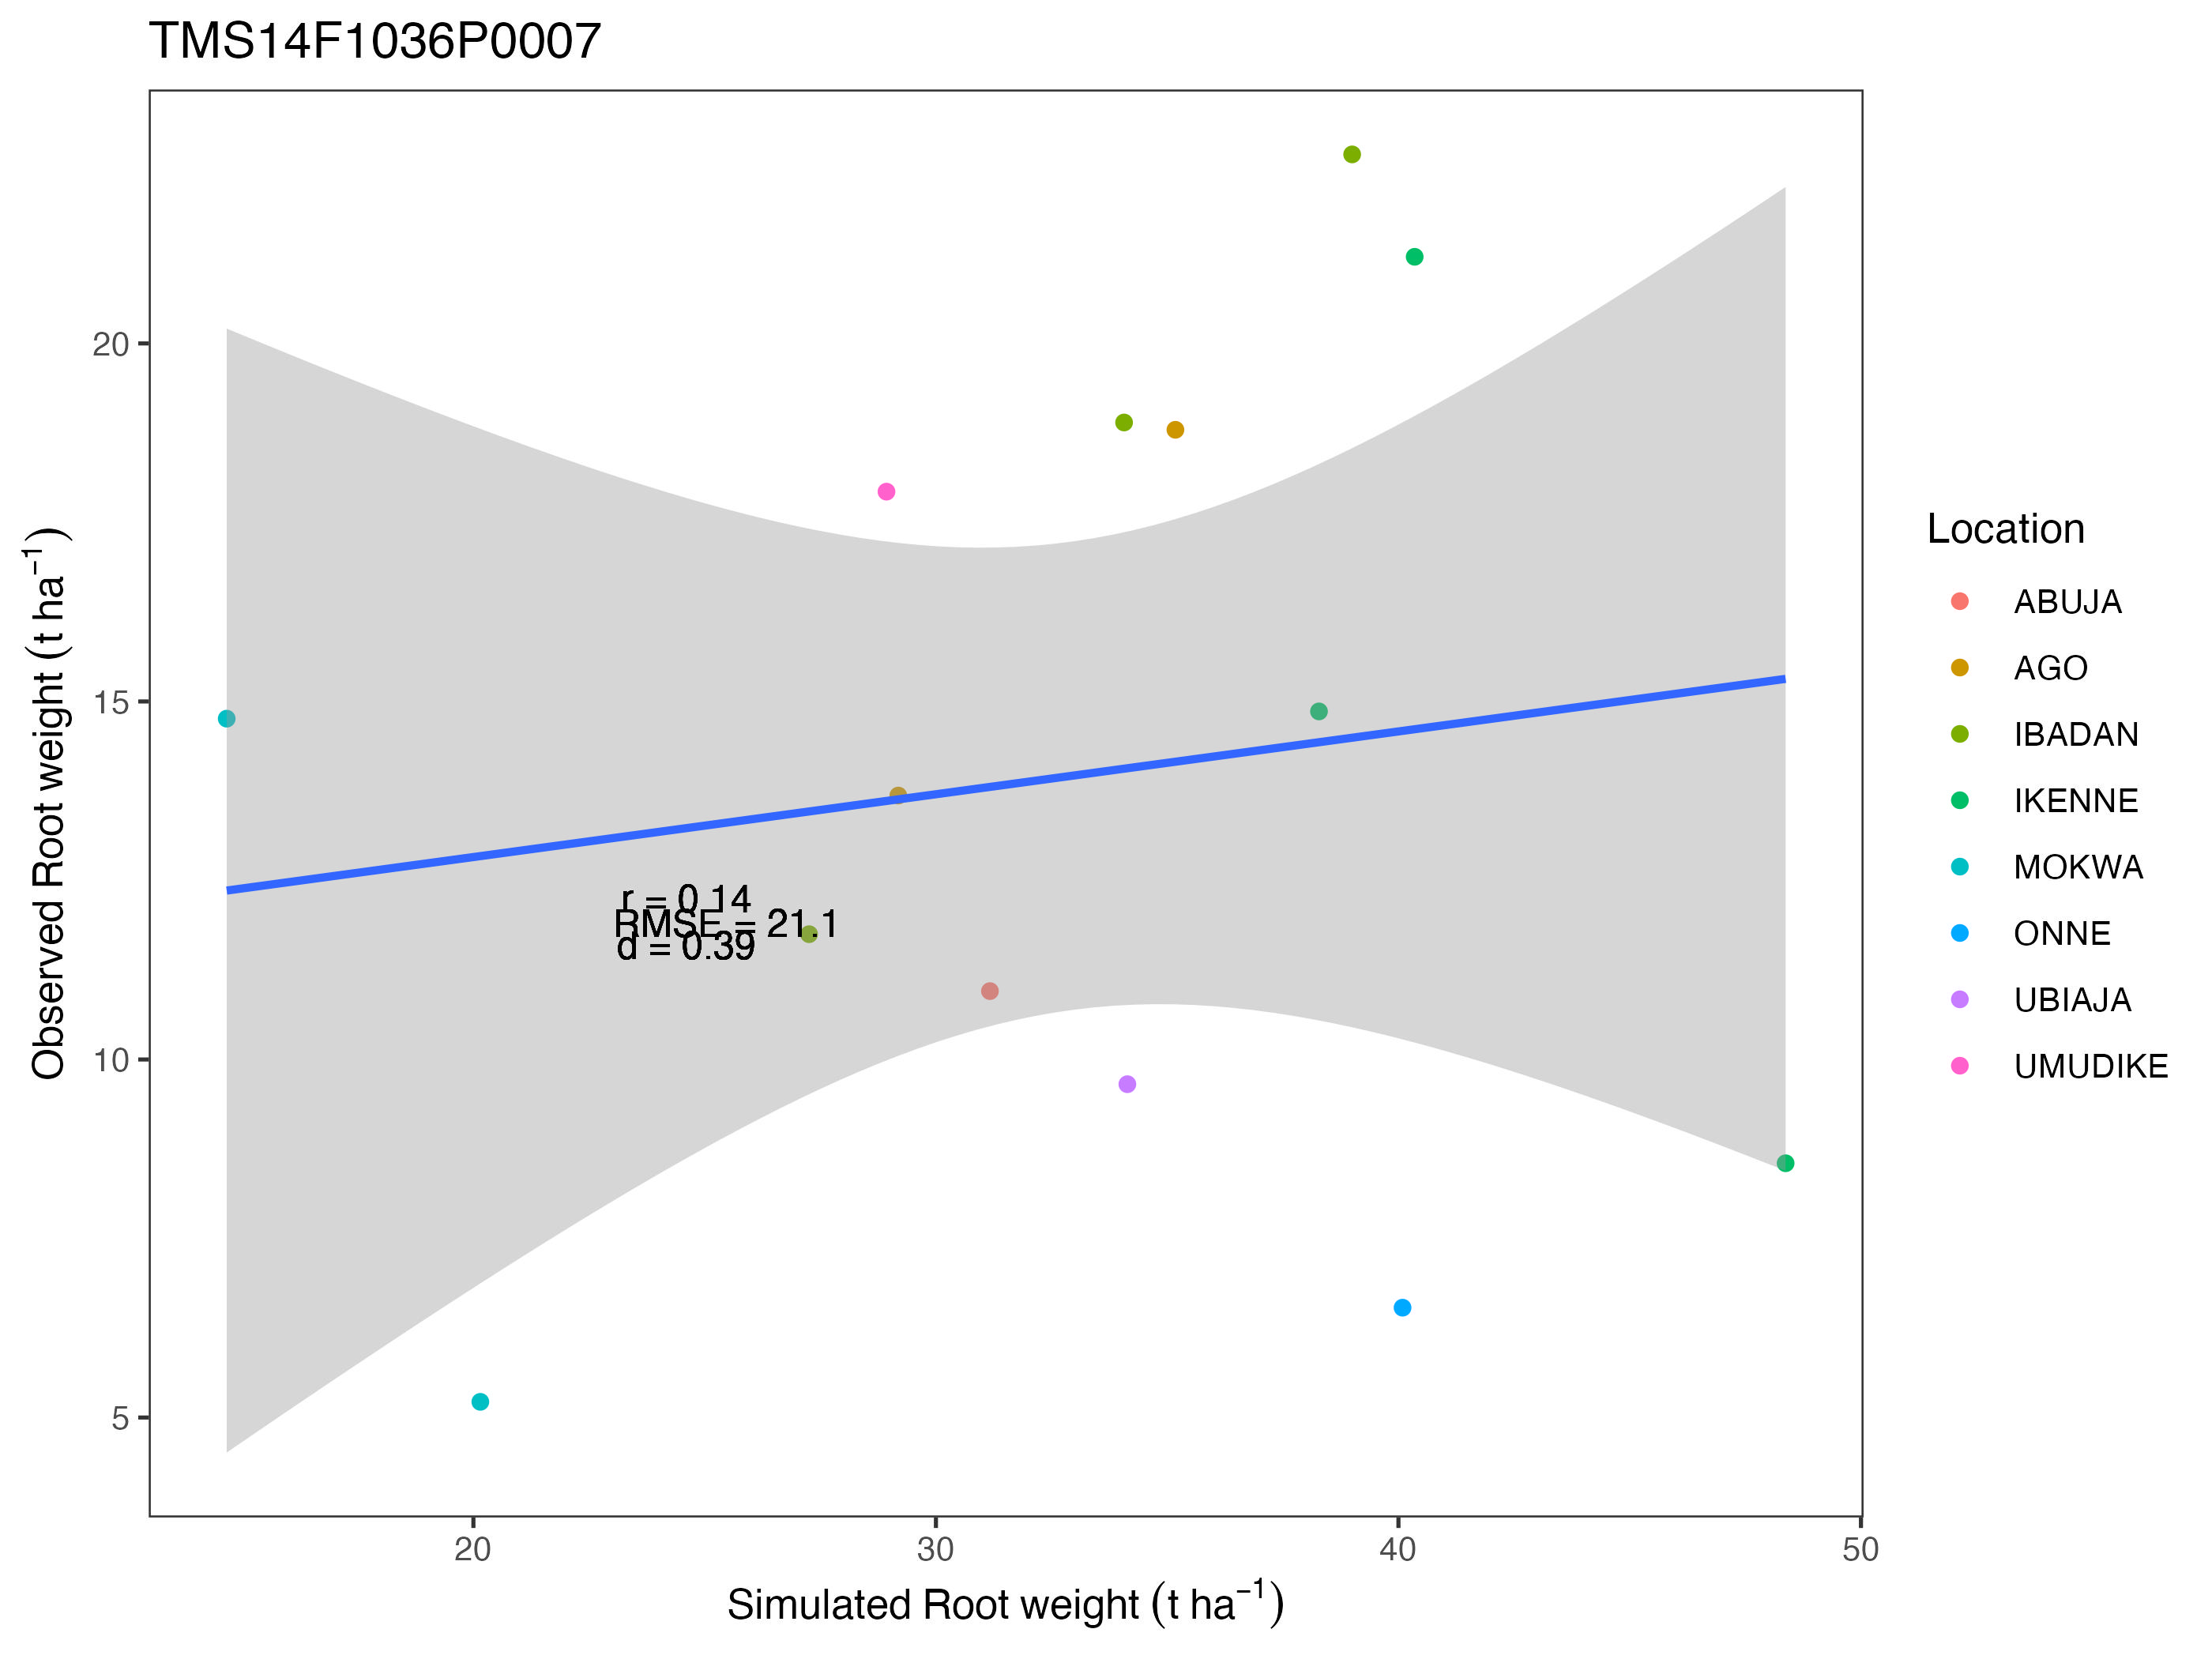 TMS14F1036P0007
Observed Root weight (t ha⁻¹)
20
15
10
5
r = 0.14
RMSE = 21.1
d = 0.39
20 30 40 50
Simulated Root weight (t ha⁻¹)
Location
ABUJA
AGO
IBADAN
IKENNE
MOKWA
ONNE
UBIAJA
UMUDIKE